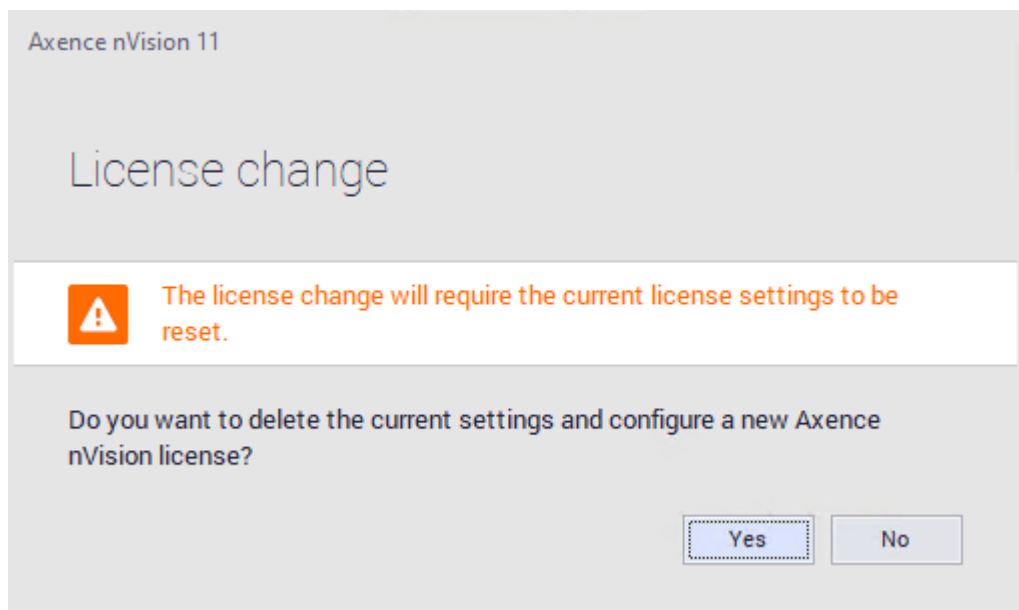 Axence nVision 11
License change
The license change will require the current license settings to be
reset.
Do you want to delete the current settings and configure a new Axence
nVision license?
Yes
No